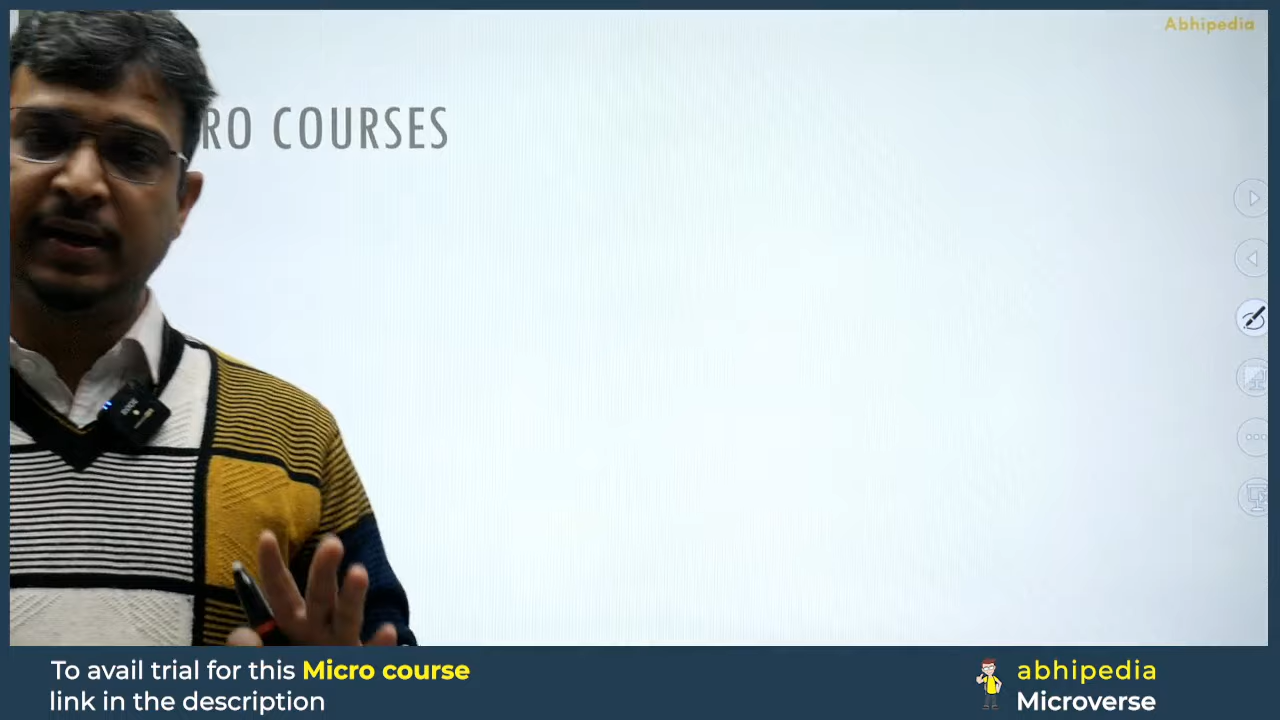 Abhipedia
RO COURSES
To avail trial for this Micro course
link in the description
abhipedia
Microverse